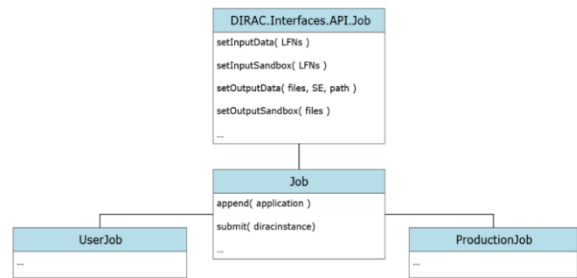 DIRAC.Interfaces.API.Job
setInputData( LFNs )
setInputSandbox( LFNs )
setOutputData( files, SE, path )
setOutputSandbox( files )
...
Job
append( application )
submit( diracinstance)
...
UserJob
...
ProductionJob
...